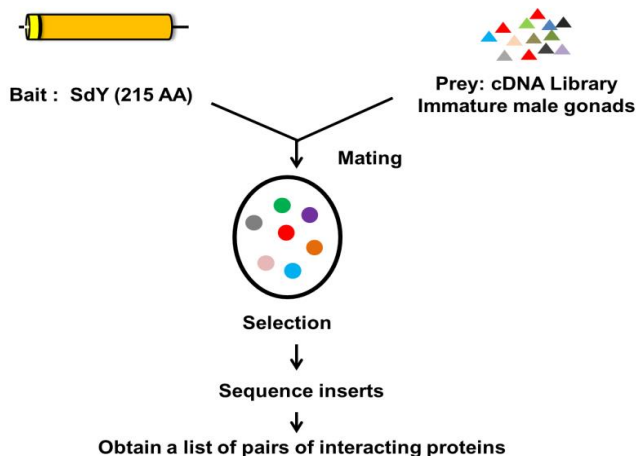 Bait : SdY (215 AA)
Prey: cDNA Library
Immature male gonads
Mating
Selection
Sequence inserts
Obtain a list of pairs of interacting proteins